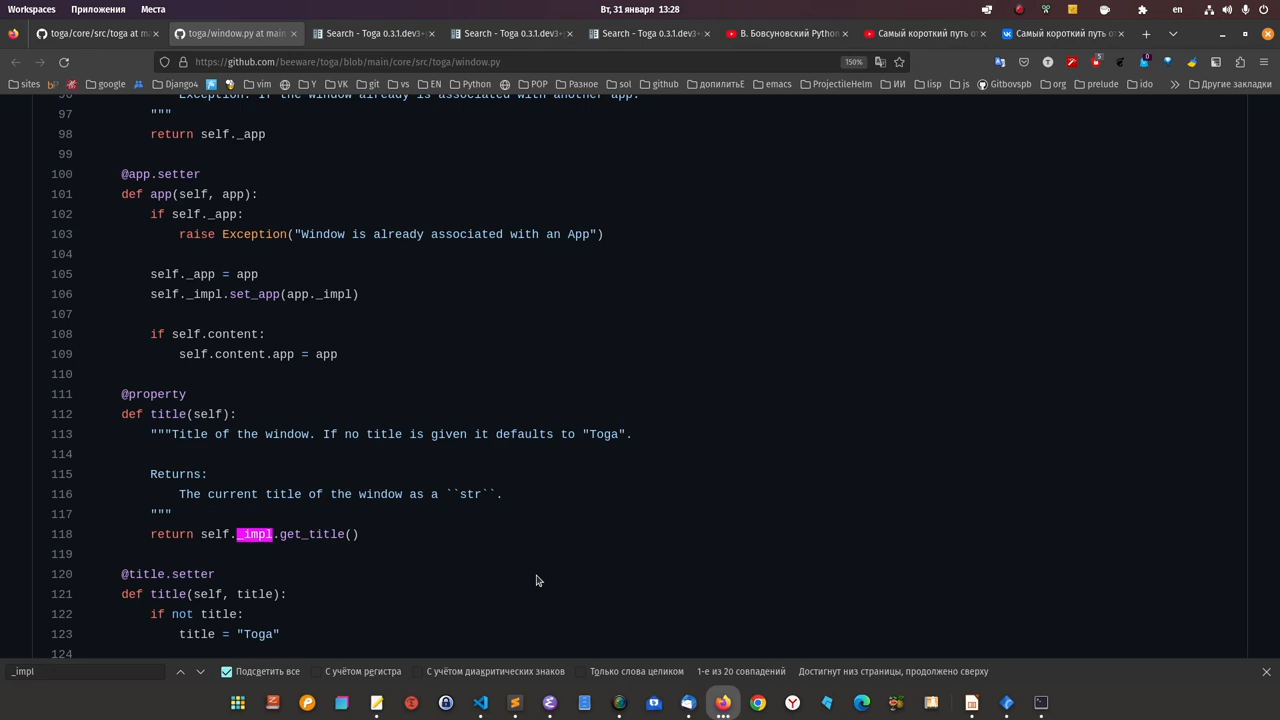 Workspaces Приложения Места Вт, 31 января 13:28 en
toga/core/src/toga at ma toga/window.py at main Search - Toga 0.3.1.dev3+ Search - Toga 0.3.1.dev3+ Search - Toga 0.3.1.dev3+ В. Бовсуновский Python Самый короткий путь от Самый короткий путь от
https://github.com/beeware/toga/blob/main/core/src/toga/window.py 150%
sites bp google Django4 vim Y VK git vs EN Python POP Разное sol github допилитьЕ emacs ProjectileHelm ИИ lisp js Gitbovspb org prelude ido Другие закладки
96 Exception: If the window already is associated with another app.
97 """
98 return self._app
99
100 @app.setter
101 def app(self, app):
102 if self._app:
103 raise Exception("Window is already associated with an App")
104
105 self._app = app
106 self._impl.set_app(app._impl)
107
108 if self.content:
109 self.content.app = app
110
111 @property
112 def title(self):
113 """Title of the window. If no title is given it defaults to "Toga".
114
115 Returns:
116 The current title of the window as a ``str``.
117 """
118 return self._impl.get_title()
119
120 @title.setter
121 def title(self, title):
122 if not title:
123 title = "Toga"
124
_impl Подсветить все С учётом регистра С учётом диакритических знаков Только слова целиком 1-е из 20 совпадений Достигнут низ страницы, продолжено сверху